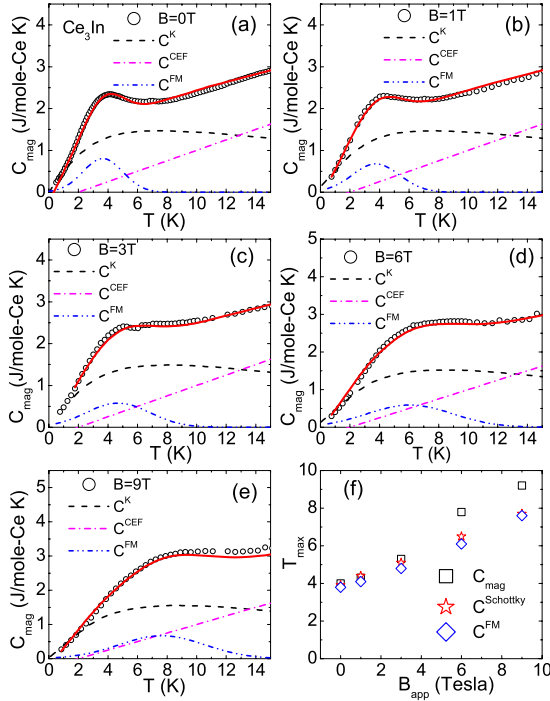 Ce₃In
B=0T
(a)
C^K
C^CEF
C^FM
C_mag (J/mole-Ce K)
0
1
2
3
4
0 2 4 6 8 10 12 14
T (K)
B=1T
(b)
C^K
C^CEF
C^FM
C_mag (J/mole-Ce K)
0
1
2
3
4
0 2 4 6 8 10 12 14
T (K)
B=3T
(c)
C^K
C^CEF
C^FM
C_mag (J/mole-Ce K)
0
1
2
3
4
0 2 4 6 8 10 12 14
T (K)
B=6T
(d)
C^K
C^CEF
C^FM
C_mag (J/mole-Ce K)
0
1
2
3
4
5
0 2 4 6 8 10 12 14
T (K)
B=9T
(e)
C^K
C^CEF
C^FM
C_mag (J/mole-Ce K)
0
1
2
3
4
5
0 2 4 6 8 10 12 14
T (K)
(f)
T_max
C_mag
C^Schottky
C^FM
0
2
4
6
8
10
0 2 4 6 8 10
B_app (Tesla)